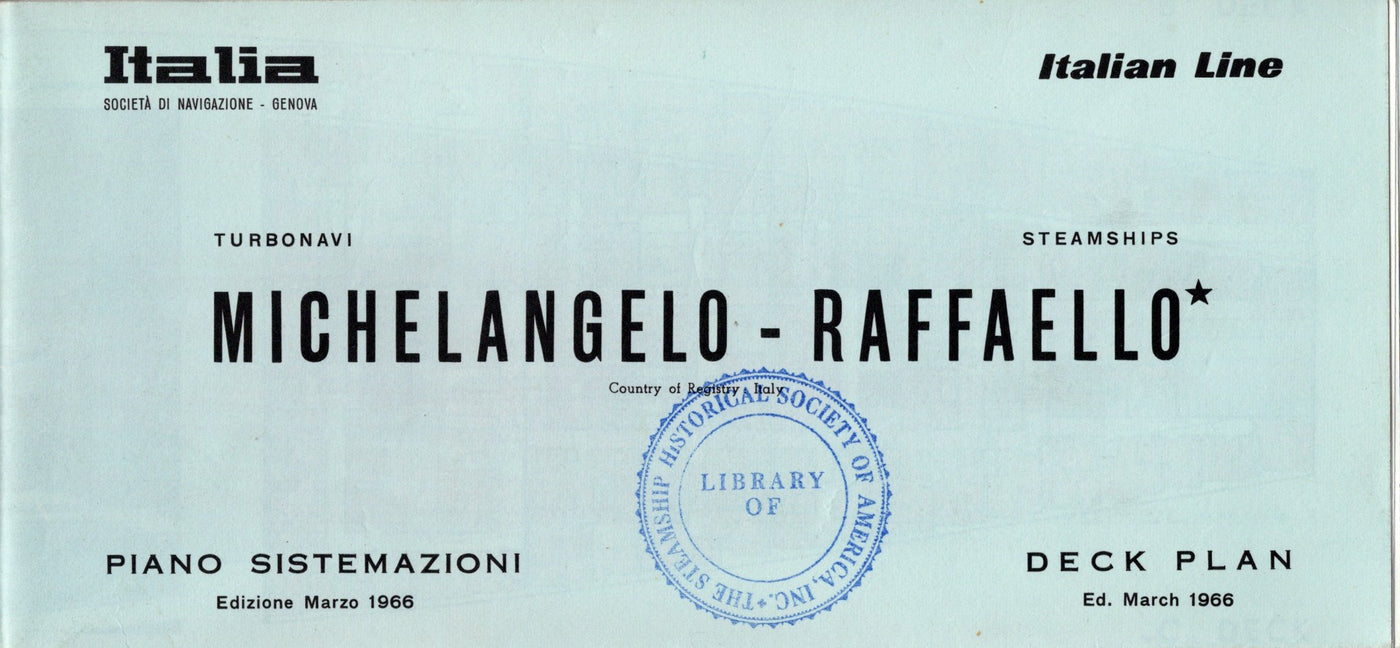 Italia
SOCIETÀ DI NAVIGAZIONE - GENOVA
Italian Line
TURBONAVI
STEAMSHIPS
MICHELANGELO - RAFFAELLO★
Country of Registry: Italy
THE STEAMSHIP HISTORICAL SOCIETY OF AMERICA, INC.
LIBRARY
OF
PIANO SISTEMAZIONI
Edizione Marzo 1966
DECK PLAN
Ed. March 1966